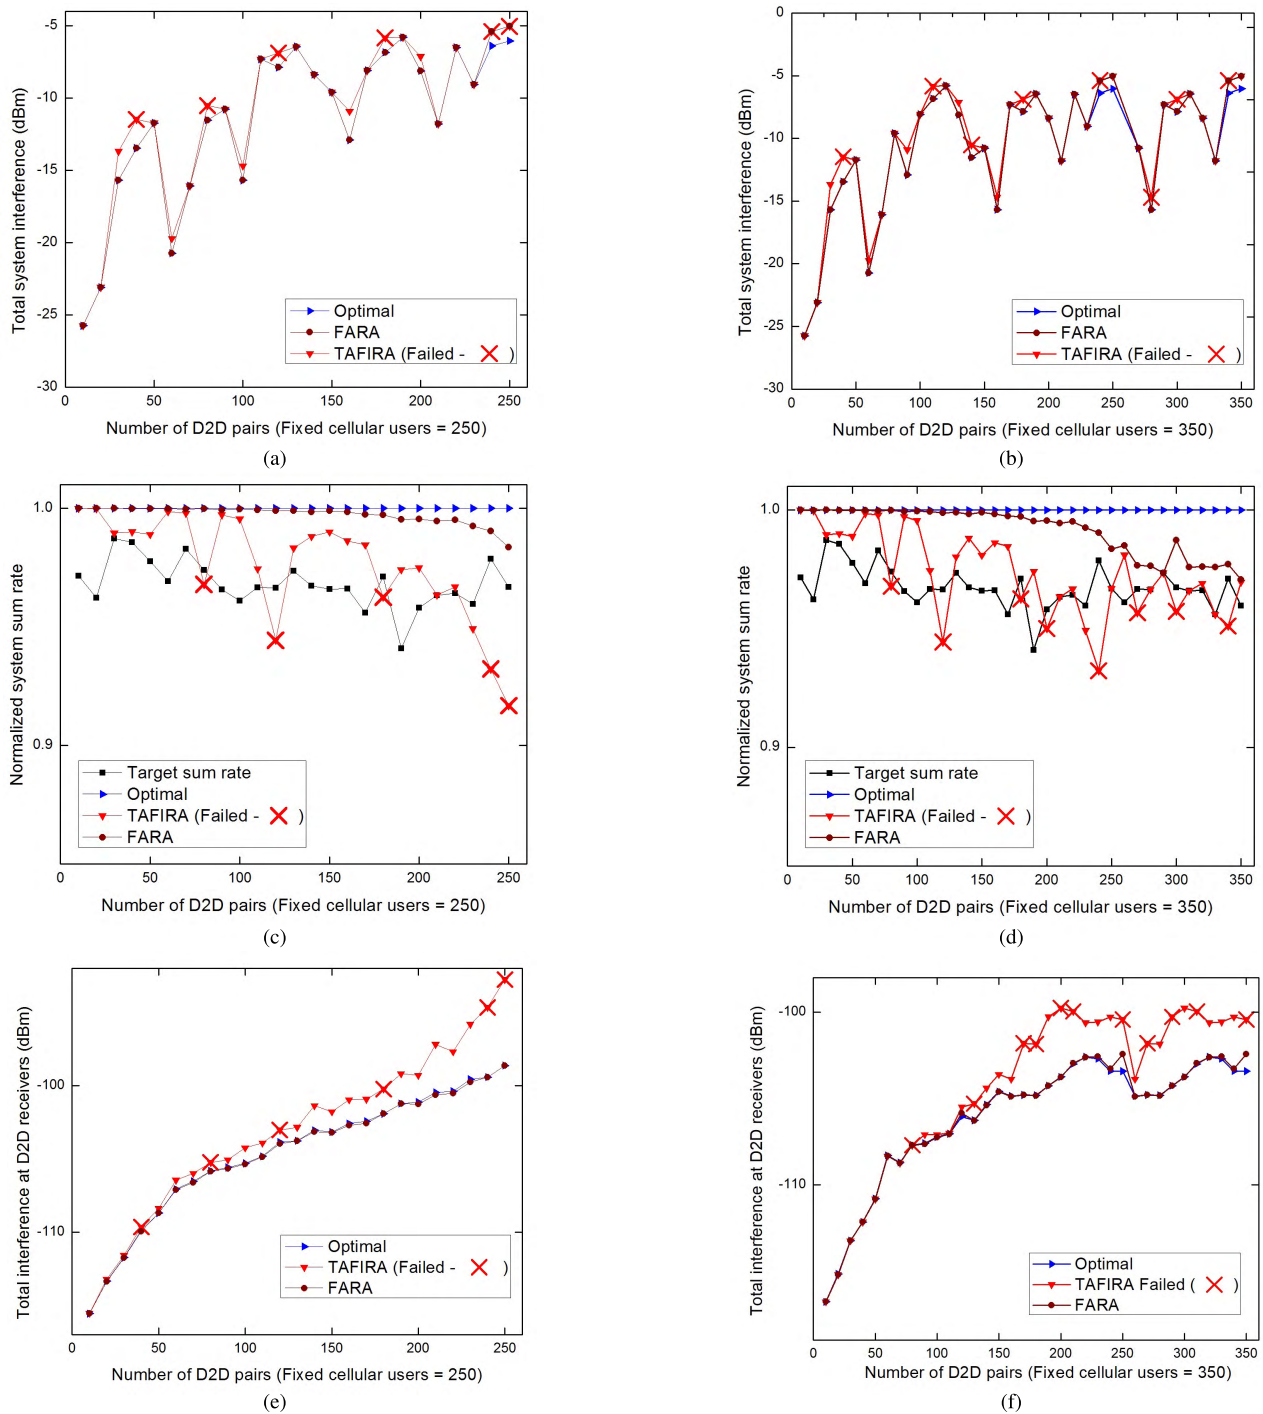 -5
-10
-15
-20
-25
-30
Total system interference (dBm)
Optimal
FARA
TAFIRA (Failed - )
0 50 100 150 200 250
Number of D2D pairs (Fixed cellular users = 250)
(a)
0
-5
-10
-15
-20
-25
-30
Total system interference (dBm)
Optimal
FARA
TAFIRA (Failed - )
0 50 100 150 200 250 300 350
Number of D2D pairs (Fixed cellular users = 350)
(b)
1.0
0.9
Normalized system sum rate
Target sum rate
Optimal
TAFIRA (Failed - )
FARA
0 50 100 150 200 250
Number of D2D pairs (Fixed cellular users = 250)
(c)
1.0
0.9
Normalized system sum rate
Target sum rate
Optimal
TAFIRA (Failed - )
FARA
0 50 100 150 200 250 300 350
Number of D2D pairs (Fixed cellular users = 350)
(d)
-100
-110
Total interference at D2D receivers (dBm)
Optimal
TAFIRA (Failed - )
FARA
0 50 100 150 200 250
Number of D2D pairs (Fixed cellular users = 250)
(e)
-100
-110
Total interference at D2D receivers (dBm)
Optimal
TAFIRA Failed ( )
FARA
0 50 100 150 200 250 300 350
Number of D2D pairs (Fixed cellular users = 350)
(f)